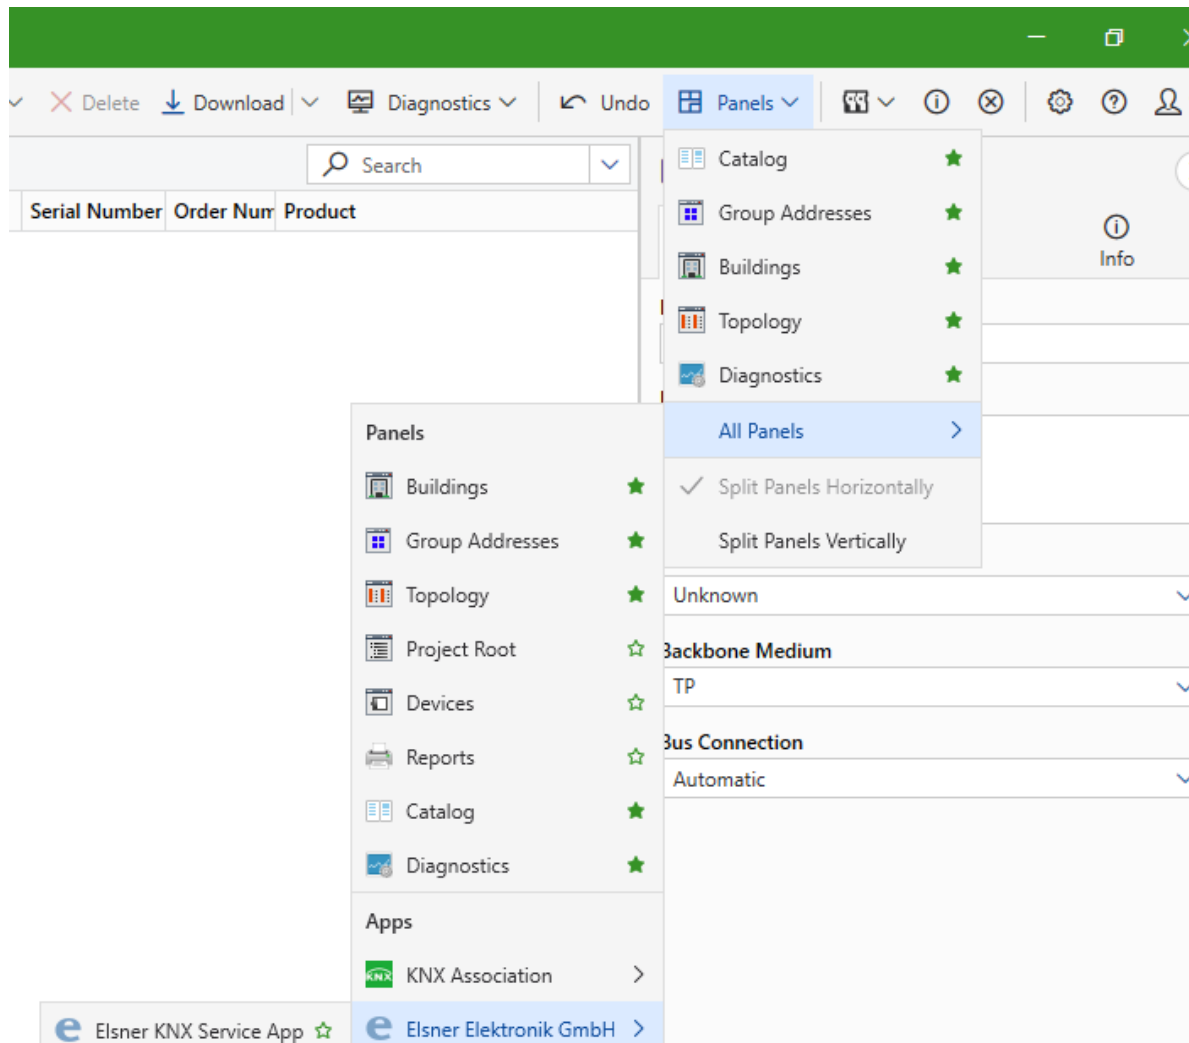 Delete Download Diagnostics Undo Panels
Search
Serial Number Order Num Product
Catalog
Group Addresses
Buildings
Topology
Diagnostics
All Panels
Split Panels Horizontally
Split Panels Vertically
Info
Panels
Buildings
Group Addresses
Topology
Project Root
Devices
Reports
Catalog
Diagnostics
Apps
KNX KNX Association
Elsner Elektronik GmbH
Elsner KNX Service App
Unknown
Backbone Medium
TP
Bus Connection
Automatic